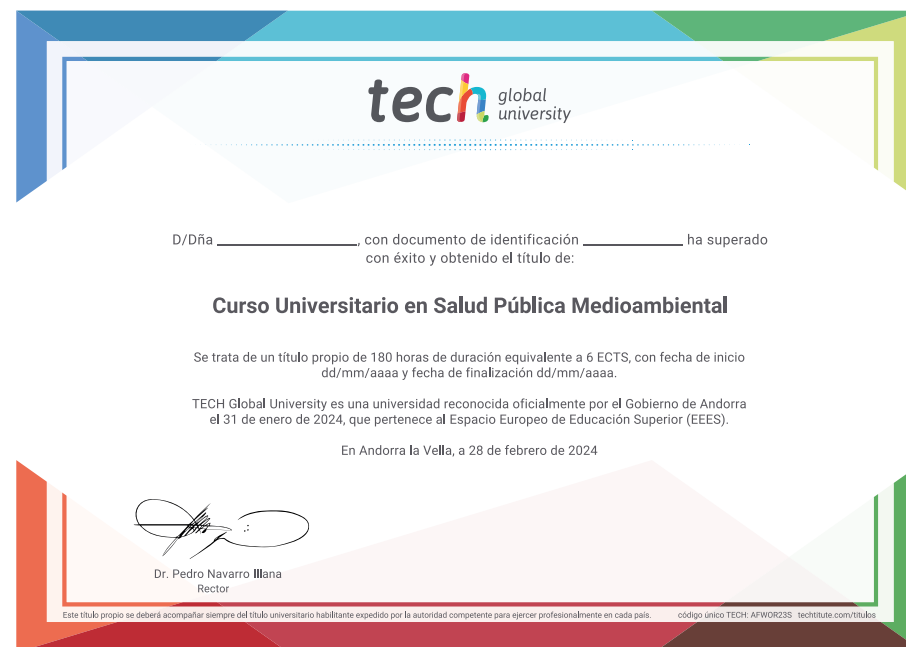 tech global university
D/Dña ____________________, con documento de identificación ______________ ha superado
con éxito y obtenido el título de:
Curso Universitario en Salud Pública Medioambiental
Se trata de un título propio de 180 horas de duración equivalente a 6 ECTS, con fecha de inicio
dd/mm/aaaa y fecha de finalización dd/mm/aaaa.
TECH Global University es una universidad reconocida oficialmente por el Gobierno de Andorra
el 31 de enero de 2024, que pertenece al Espacio Europeo de Educación Superior (EEES).
En Andorra la Vella, a 28 de febrero de 2024
Dr. Pedro Navarro Illana
Rector
Este título propio se deberá acompañar siempre del título universitario habilitante expedido por la autoridad competente para ejercer profesionalmente en cada país. código único TECH: AFWOR23S techtitute.com/titulos